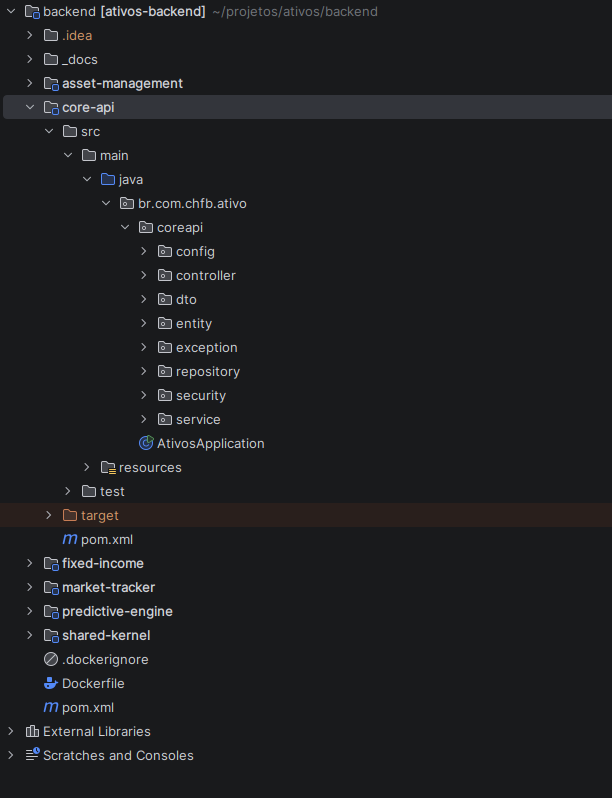 backend [ativos-backend] ~/projetos/ativos/backend
.idea
_docs
asset-management
core-api
src
main
java
br.com.chfb.ativo
coreapi
config
controller
dto
entity
exception
repository
security
service
AtivosApplication
resources
test
target
pom.xml
fixed-income
market-tracker
predictive-engine
shared-kernel
.dockerignore
Dockerfile
pom.xml
External Libraries
Scratches and Consoles